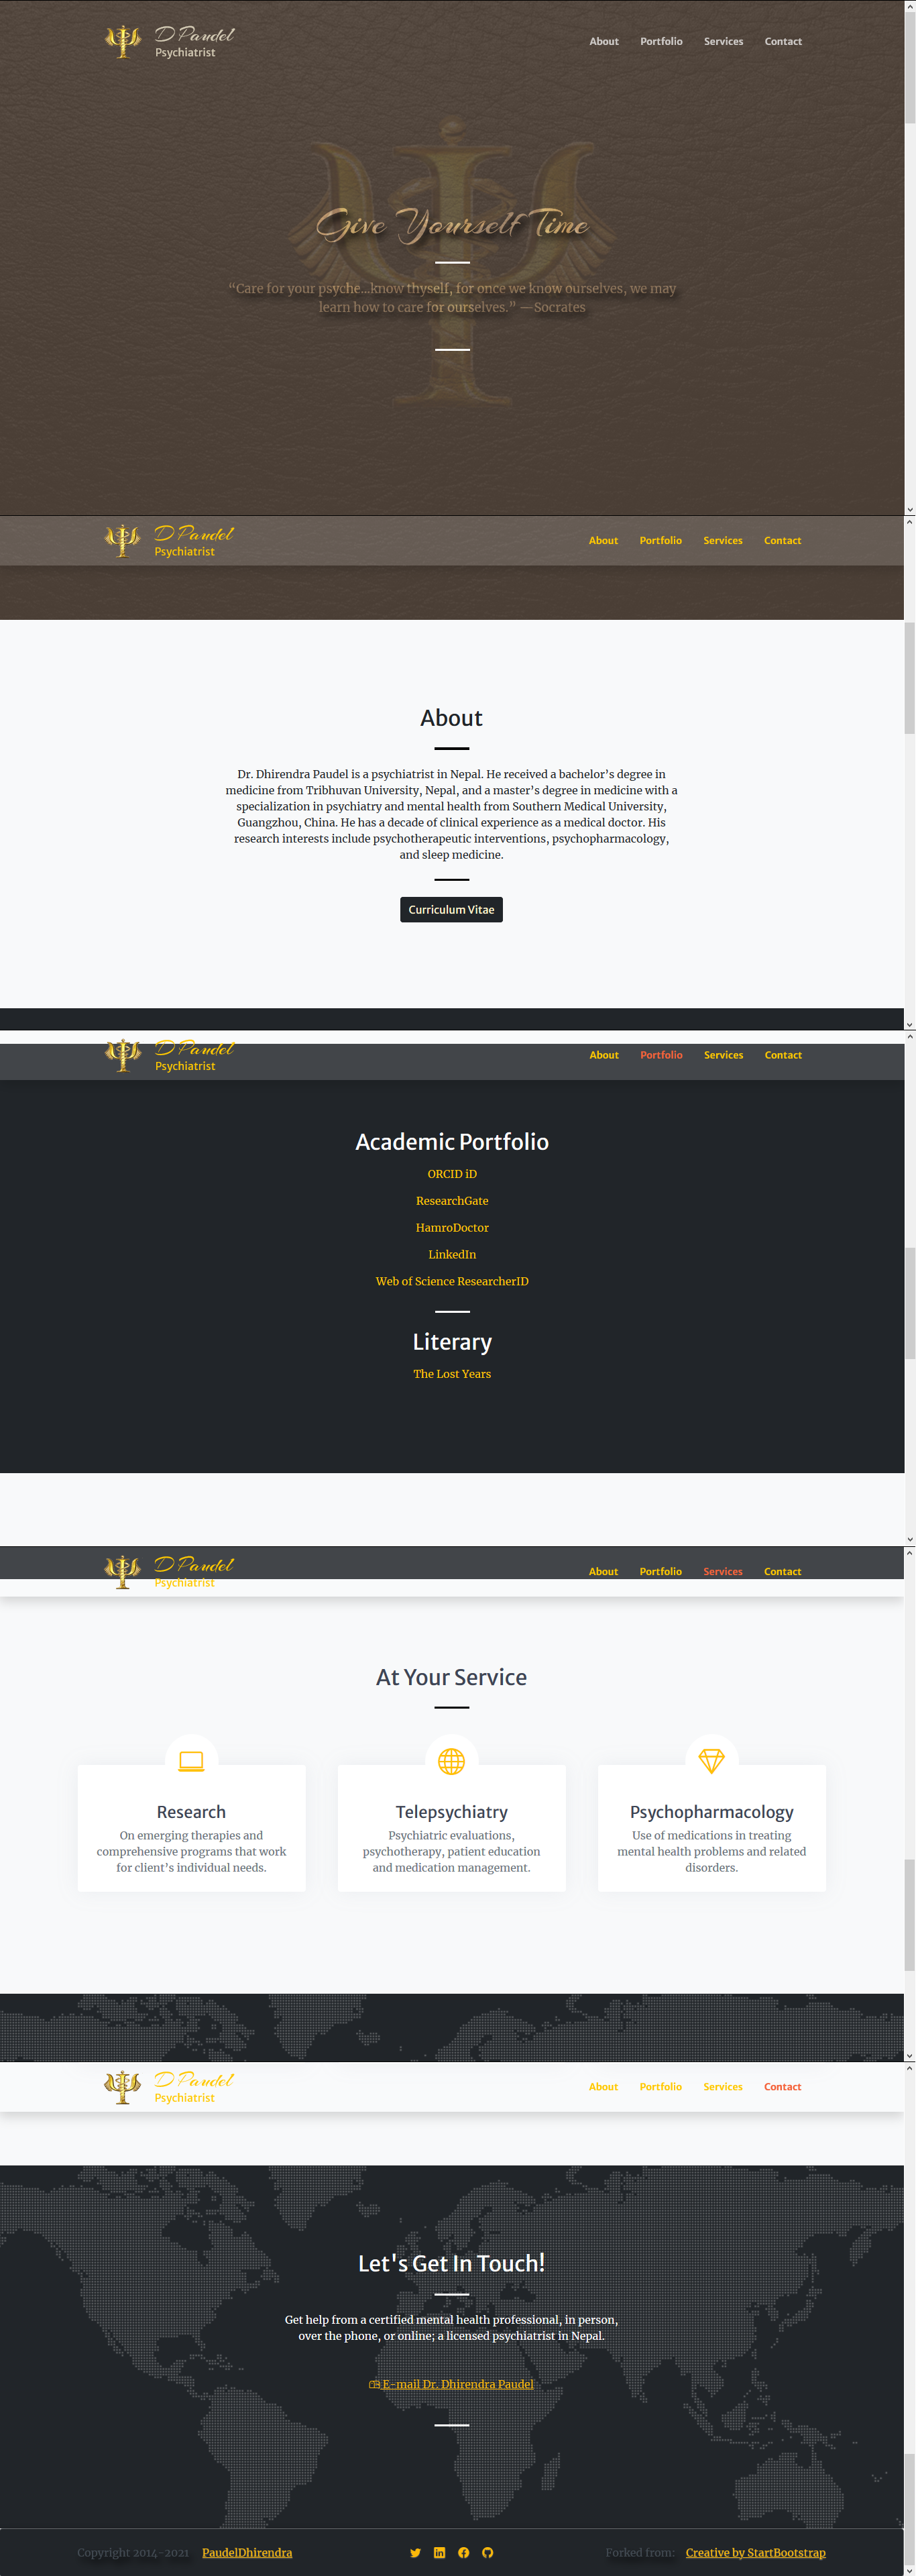 D Paudel
Psychiatrist
About Portfolio Services Contact
Give Yourself Time
“Care for your psyche...know thyself, for once we know ourselves, we may
learn how to care for ourselves.” —Socrates
D Paudel
Psychiatrist
About Portfolio Services Contact
About
Dr. Dhirendra Paudel is a psychiatrist in Nepal. He received a bachelor’s degree in
medicine from Tribhuvan University, Nepal, and a master’s degree in medicine with a
specialization in psychiatry and mental health from Southern Medical University,
Guangzhou, China. He has a decade of clinical experience as a medical doctor. His
research interests include psychotherapeutic interventions, psychopharmacology,
and sleep medicine.
Curriculum Vitae
D Paudel
Psychiatrist
About Portfolio Services Contact
Academic Portfolio
ORCID iD
ResearchGate
HamroDoctor
LinkedIn
Web of Science ResearcherID
Literary
The Lost Years
D Paudel
Psychiatrist
About Portfolio Services Contact
At Your Service
Research
On emerging therapies and
comprehensive programs that work
for client’s individual needs.
Telepsychiatry
Psychiatric evaluations,
psychotherapy, patient education
and medication management.
Psychopharmacology
Use of medications in treating
mental health problems and related
disorders.
D Paudel
Psychiatrist
About Portfolio Services Contact
Let's Get In Touch!
Get help from a certified mental health professional, in person,
over the phone, or online; a licensed psychiatrist in Nepal.
E-mail Dr. Dhirendra Paudel
Copyright 2014-2021 PaudelDhirendra
Forked from: Creative by StartBootstrap